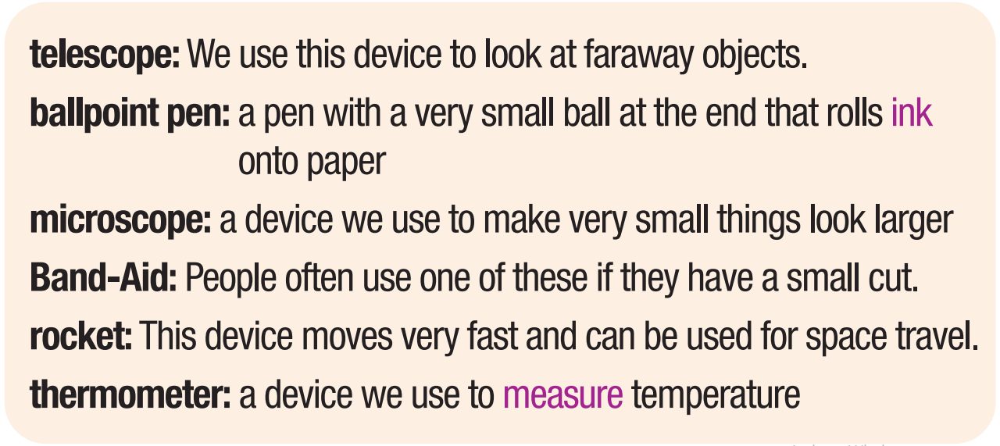 telescope: We use this device to look at faraway objects.
ballpoint pen: a pen with a very small ball at the end that rolls ink
onto paper
microscope: a device we use to make very small things look larger
Band-Aid: People often use one of these if they have a small cut.
rocket: This device moves very fast and can be used for space travel.
thermometer: a device we use to measure temperature